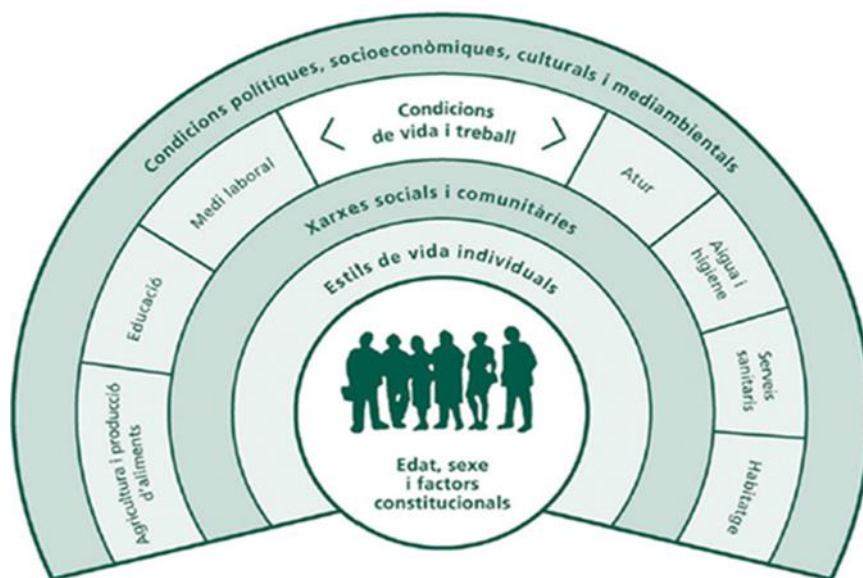 Condicions polítiques, socioeconòmiques, culturals i mediambientals
Condicions
de vida i treball
Agricultura i producció
d'aliments
Educació
Medi laboral
Atur
Aigua i
higiene
Serveis
sanitaris
Habitatge
Xarxes socials i comunitàries
Estils de vida individuals
Edat, sexe
i factors
constitucionals